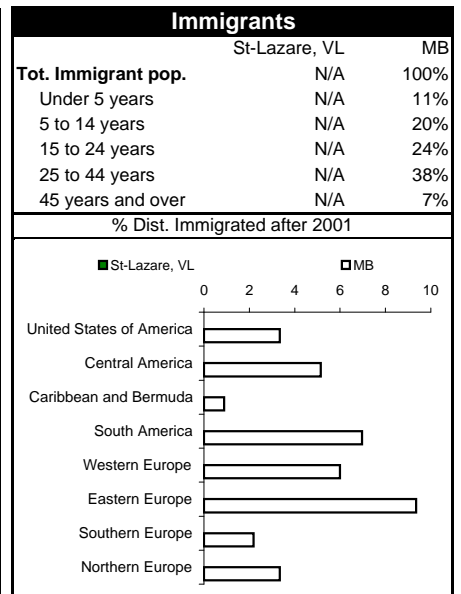 Immigrants
St-Lazare, VL MB
Tot. Immigrant pop. N/A 100%
Under 5 years N/A 11%
5 to 14 years N/A 20%
15 to 24 years N/A 24%
25 to 44 years N/A 38%
45 years and over N/A 7%
% Dist. Immigrated after 2001
St-Lazare, VL MB
0 2 4 6 8 10
United States of America
Central America
Caribbean and Bermuda
South America
Western Europe
Eastern Europe
Southern Europe
Northern Europe